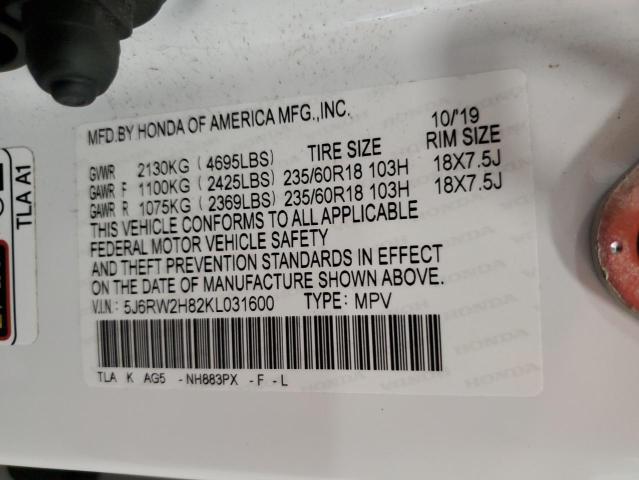 MFD.BY HONDA OF AMERICA MFG.,INC. 10/'19
TIRE SIZE RIM SIZE
GVWR 2130KG ( 4695LBS)
GAWR F 1100KG ( 2425LBS) 235/60R18 103H 18X7.5J
GAWR R 1075KG ( 2369LBS) 235/60R18 103H 18X7.5J
THIS VEHICLE CONFORMS TO ALL APPLICABLE
FEDERAL MOTOR VEHICLE SAFETY
AND THEFT PREVENTION STANDARDS IN EFFECT
ON THE DATE OF MANUFACTURE SHOWN ABOVE.
V.I.N: 5J6RW2H82KL031600 TYPE: MPV
TLA K AG5 -NH883PX -F -L
TLA A1